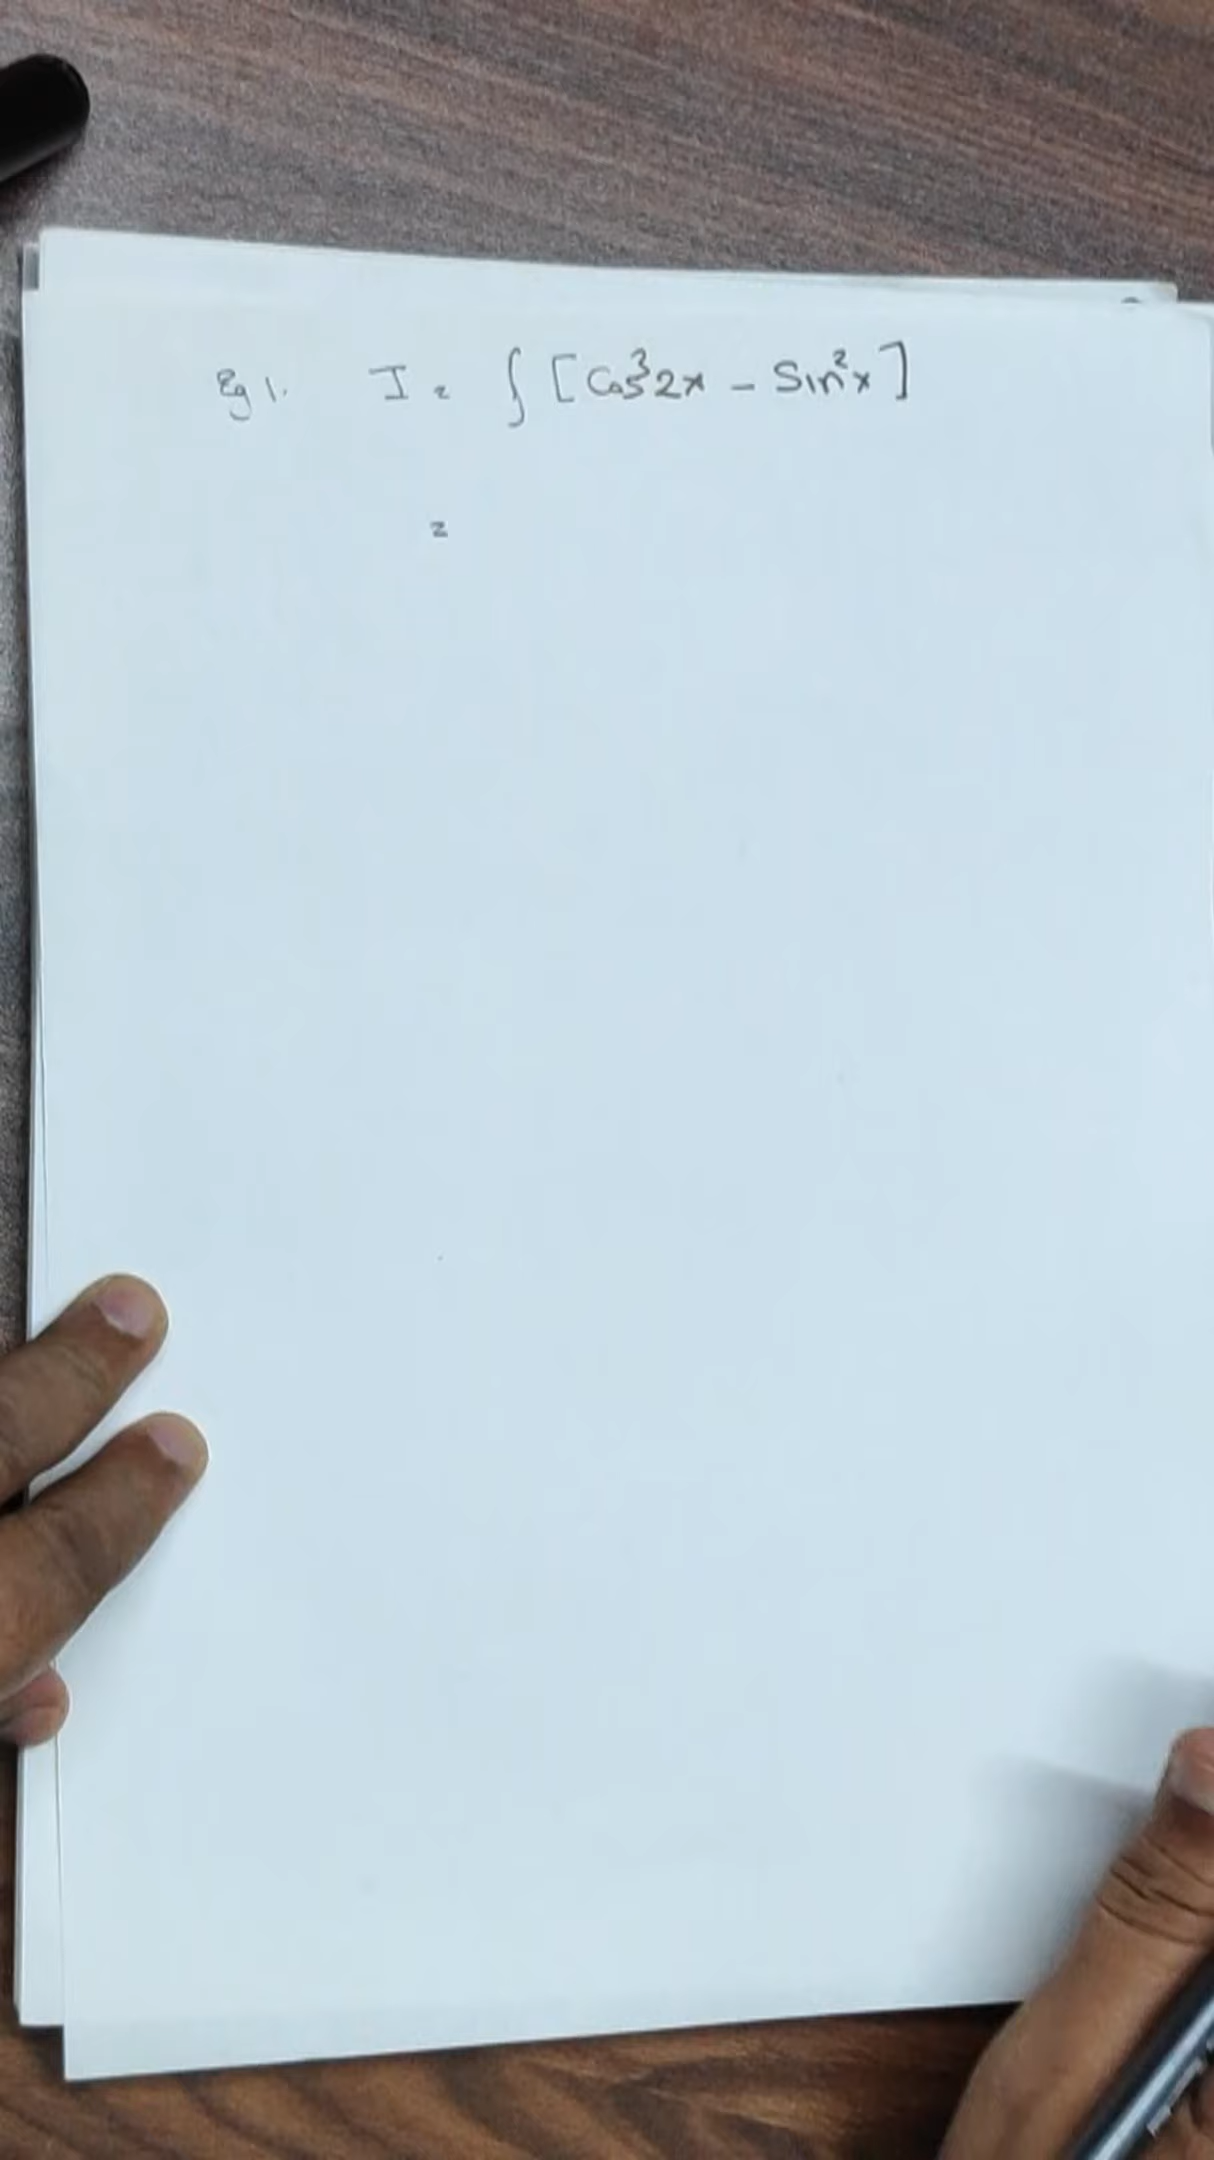 Eg 1. I = ∫ [Cos³2x - Sin²x]
=